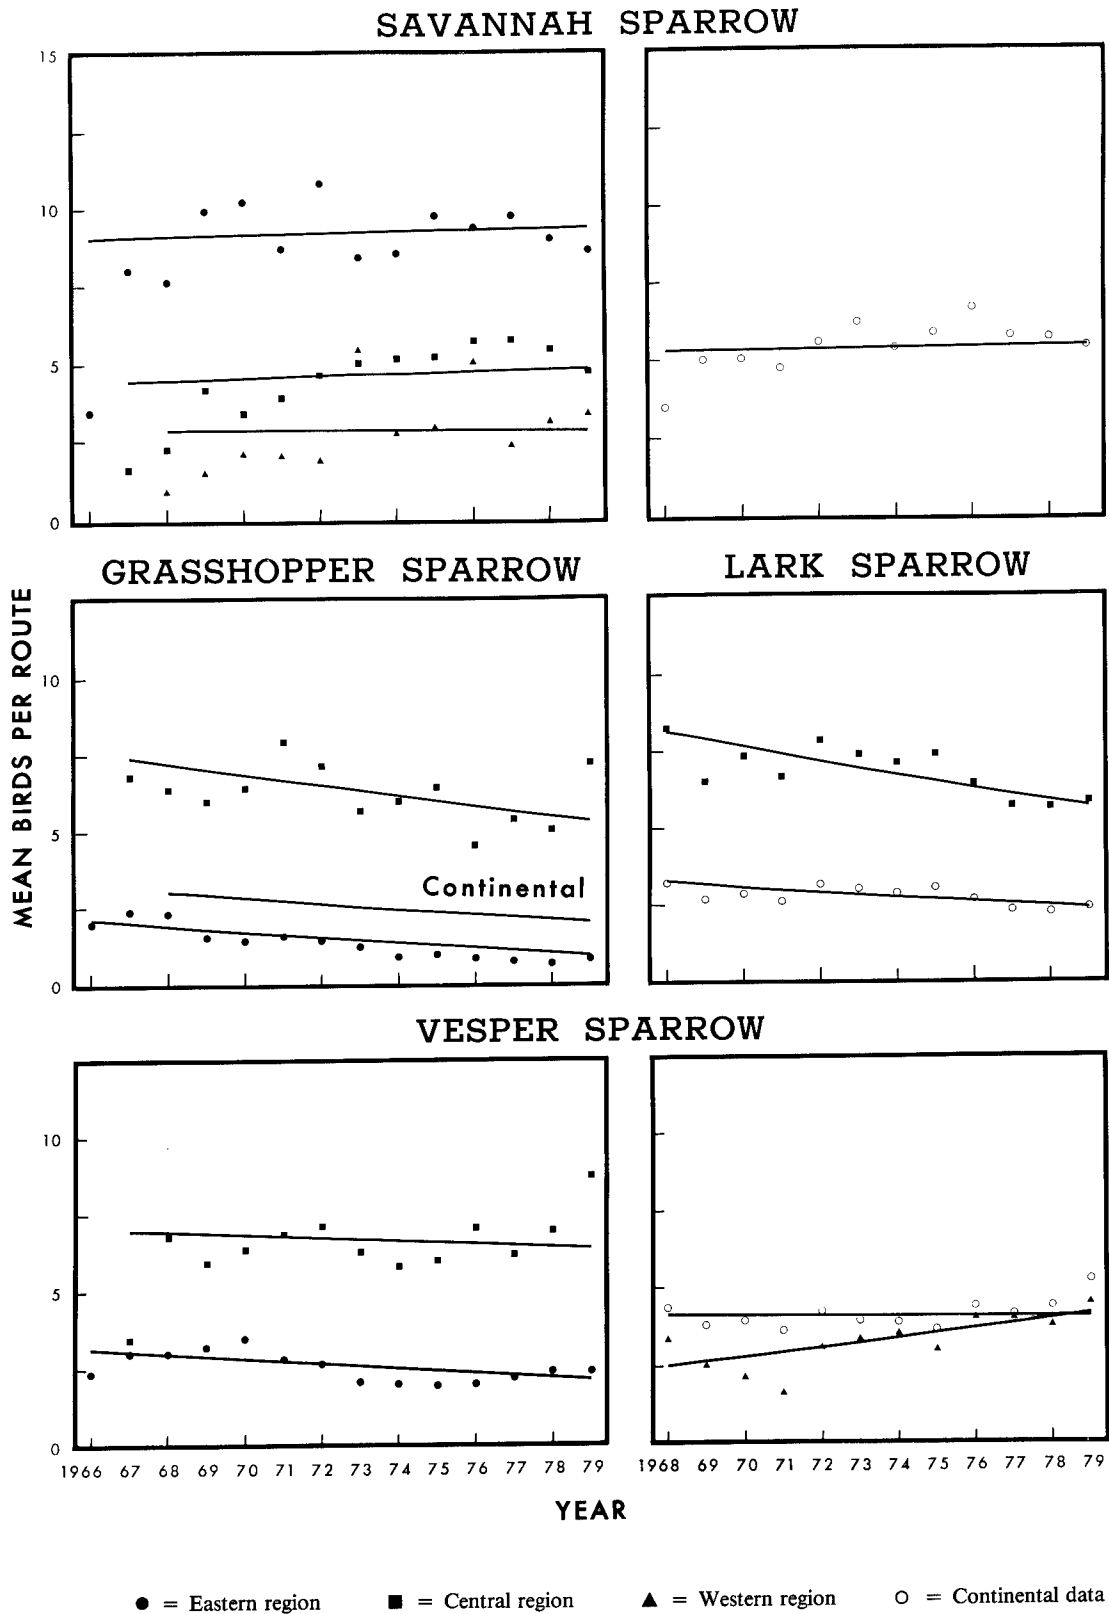 SAVANNAH SPARROW
15
10
5
0
GRASSHOPPER SPARROW
LARK SPARROW
MEAN BIRDS PER ROUTE
10
5
0
Continental
VESPER SPARROW
10
5
0
1966 67 68 69 70 71 72 73 74 75 76 77 78 79
1968 69 70 71 72 73 74 75 76 77 78 79
YEAR
● = Eastern region ■ = Central region ▲ = Western region ○ = Continental data